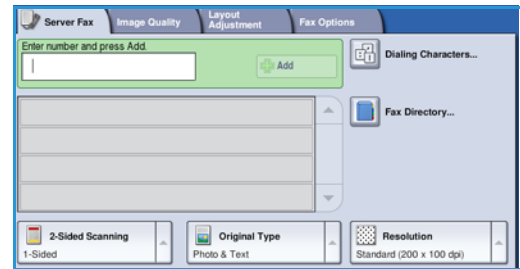 Server Fax
Image Quality
Layout
Adjustment
Fax Options
Enter number and press Add.
Add
Dialing Characters...
Fax Directory...
2-Sided Scanning
1-Sided
Original Type
Photo & Text
Resolution
Standard (200 x 100 dpi)